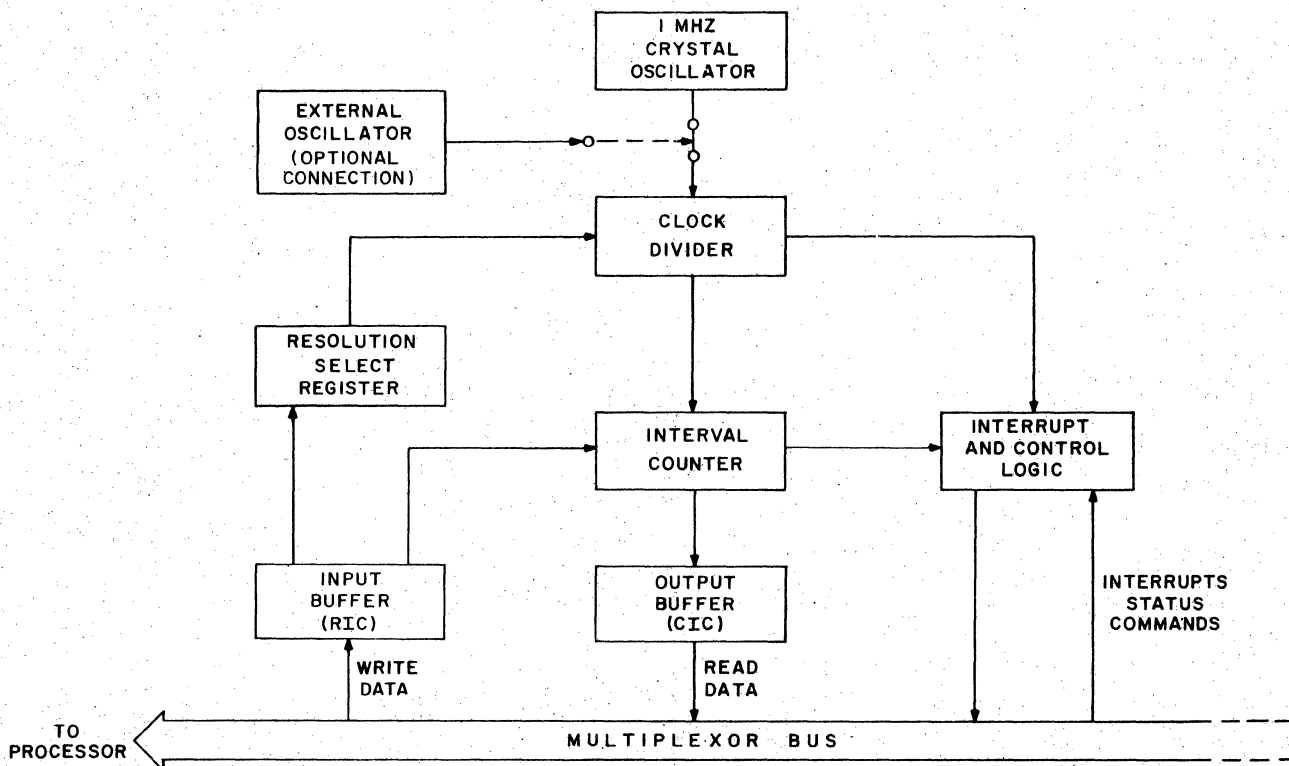 1 MHZ
CRYSTAL
OSCILLATOR
EXTERNAL
OSCILLATOR
(OPTIONAL
CONNECTION)
CLOCK
DIVIDER
RESOLUTION
SELECT
REGISTER
INTERVAL
COUNTER
INTERRUPT
AND CONTROL
LOGIC
INPUT
BUFFER
(RIC)
OUTPUT
BUFFER
(CIC)
INTERRUPTS
STATUS
COMMANDS
WRITE
DATA
READ
DATA
TO
PROCESSOR
MULTIPLEXOR BUS